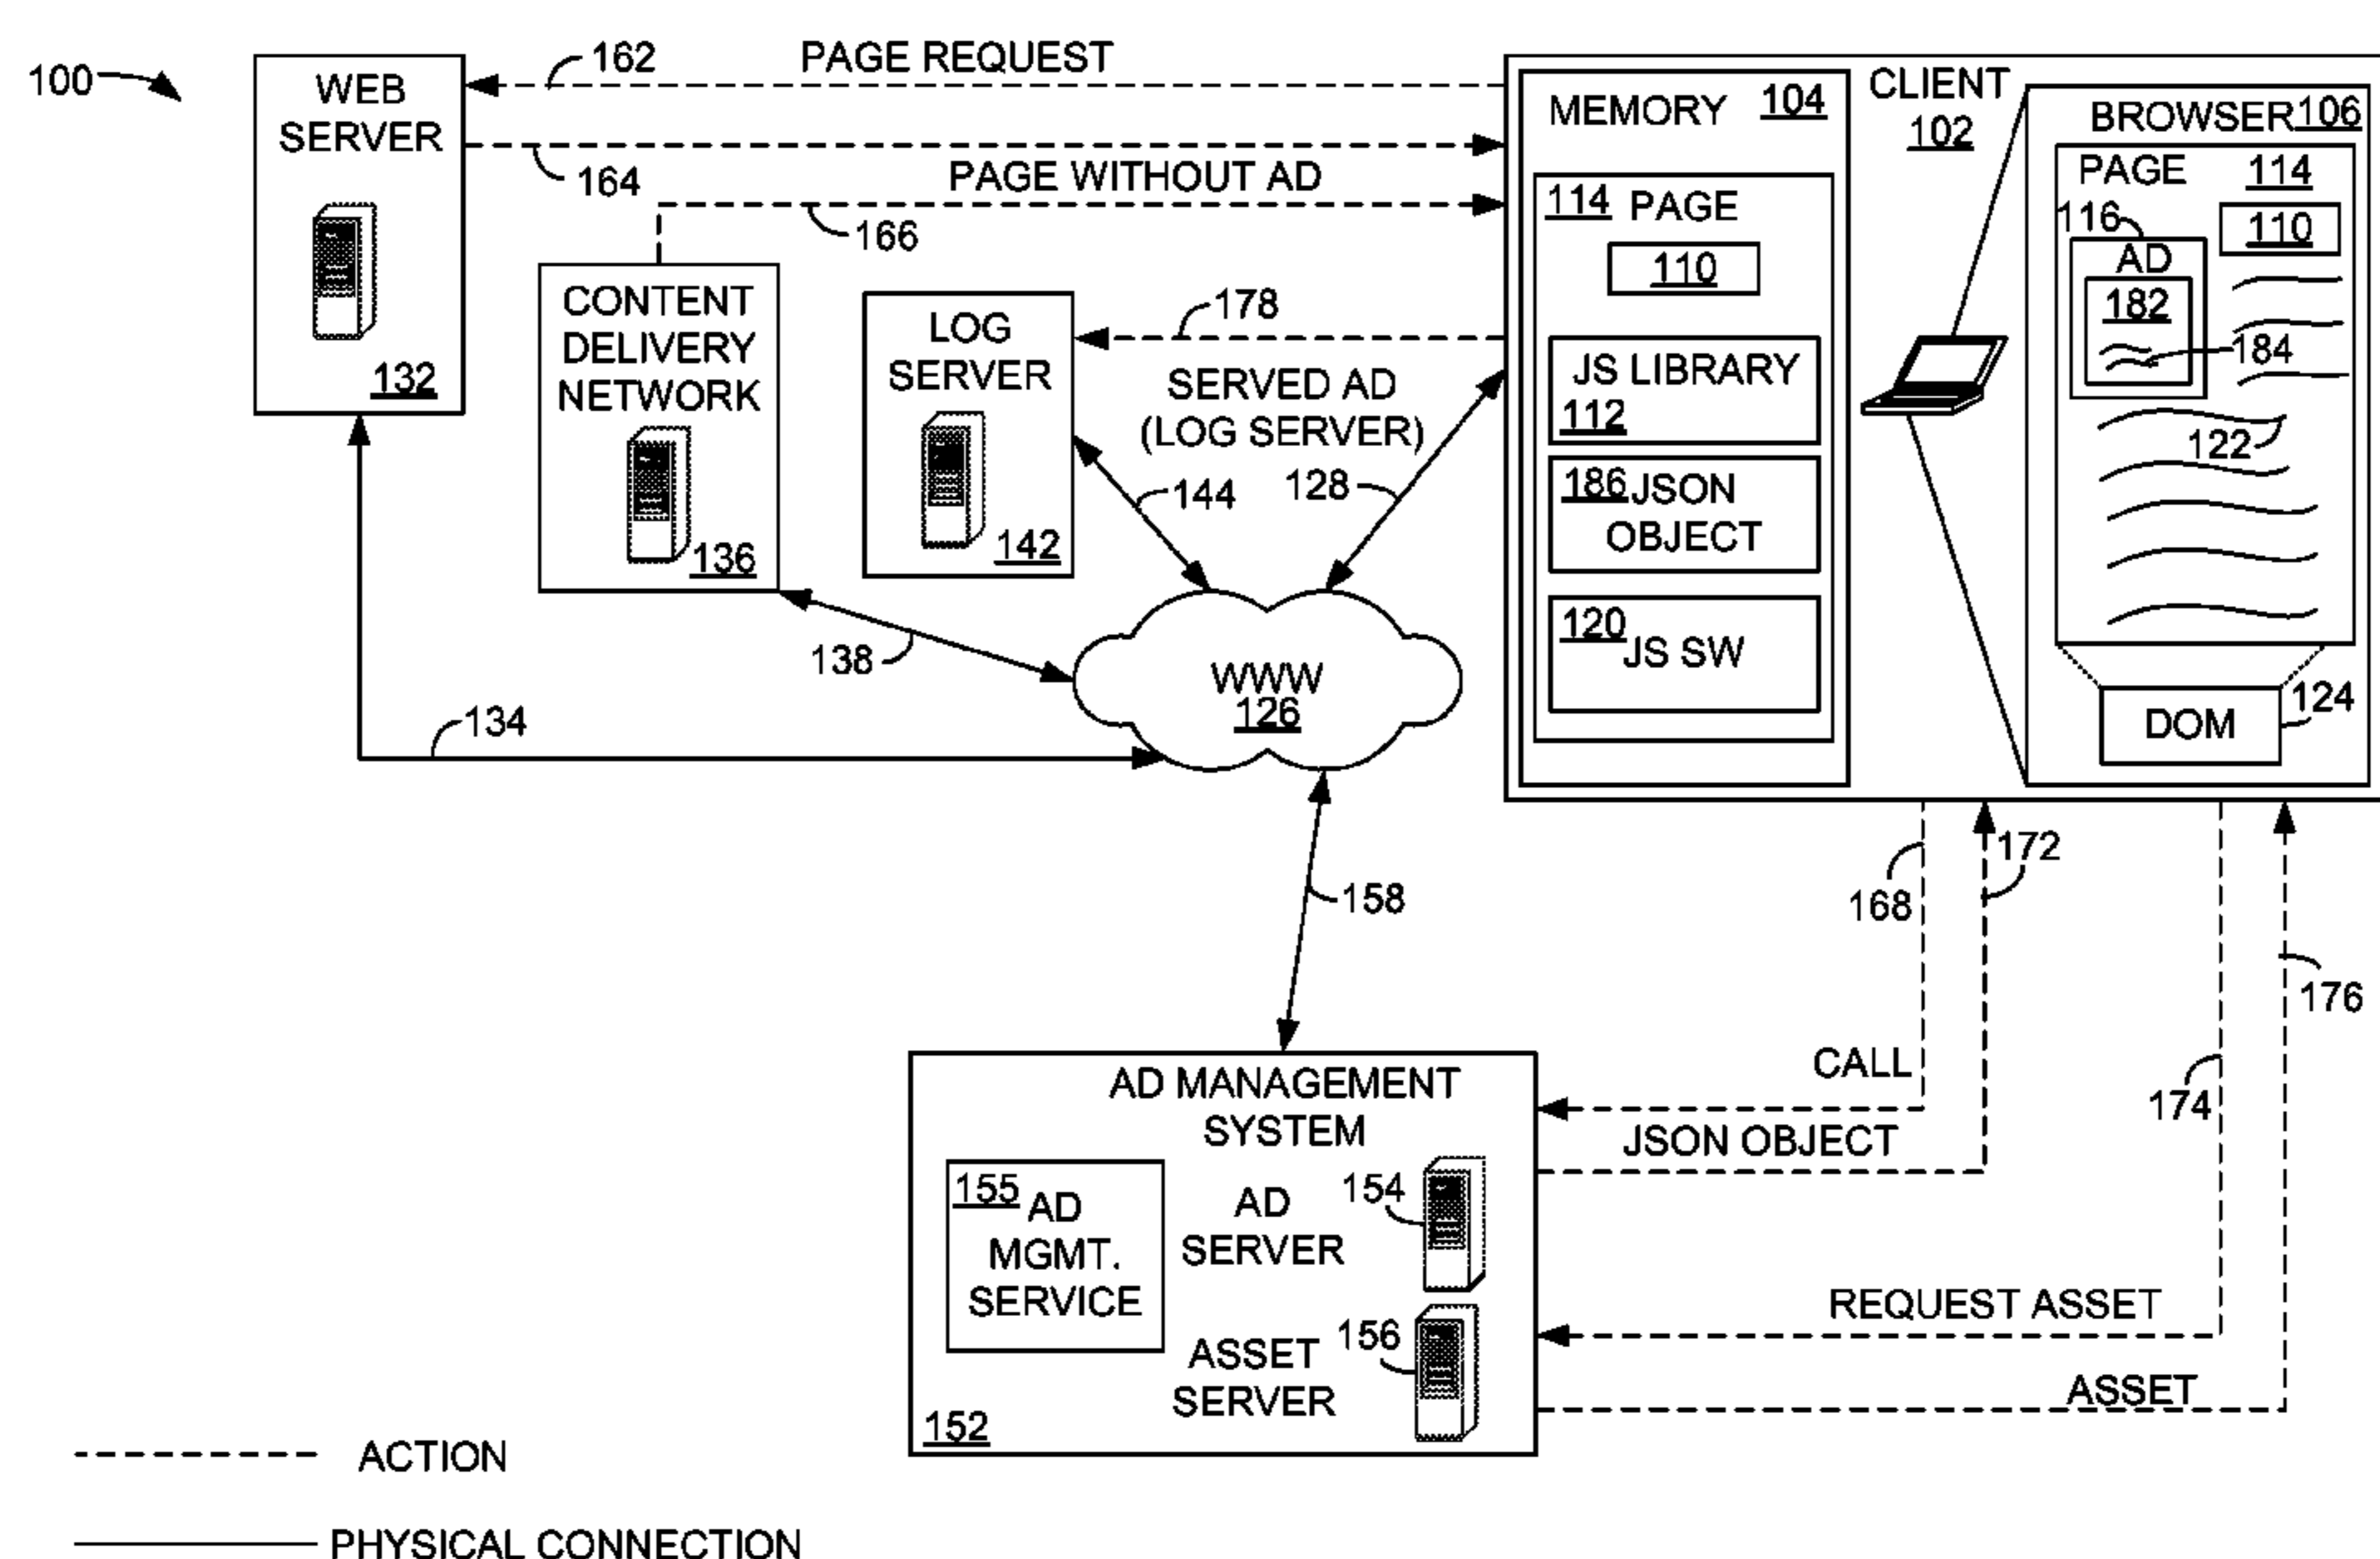 100
WEB
SERVER
132
162
PAGE REQUEST
164
PAGE WITHOUT AD
166
CONTENT
DELIVERY
NETWORK
136
LOG
SERVER
142
178
SERVED AD
(LOG SERVER)
144
128
138
134
WWW
126
158
MEMORY 104
114 PAGE
110
JS LIBRARY
112
186 JSON
OBJECT
120
JS SW
CLIENT
102
BROWSER 106
PAGE 114
116
110
AD
182
184
122
DOM
124
168
172
174
176
CALL
JSON OBJECT
REQUEST ASSET
ASSET
AD MANAGEMENT
SYSTEM
155
AD
MGMT.
SERVICE
AD
SERVER
154
ASSET
SERVER
156
152
ACTION
PHYSICAL CONNECTION